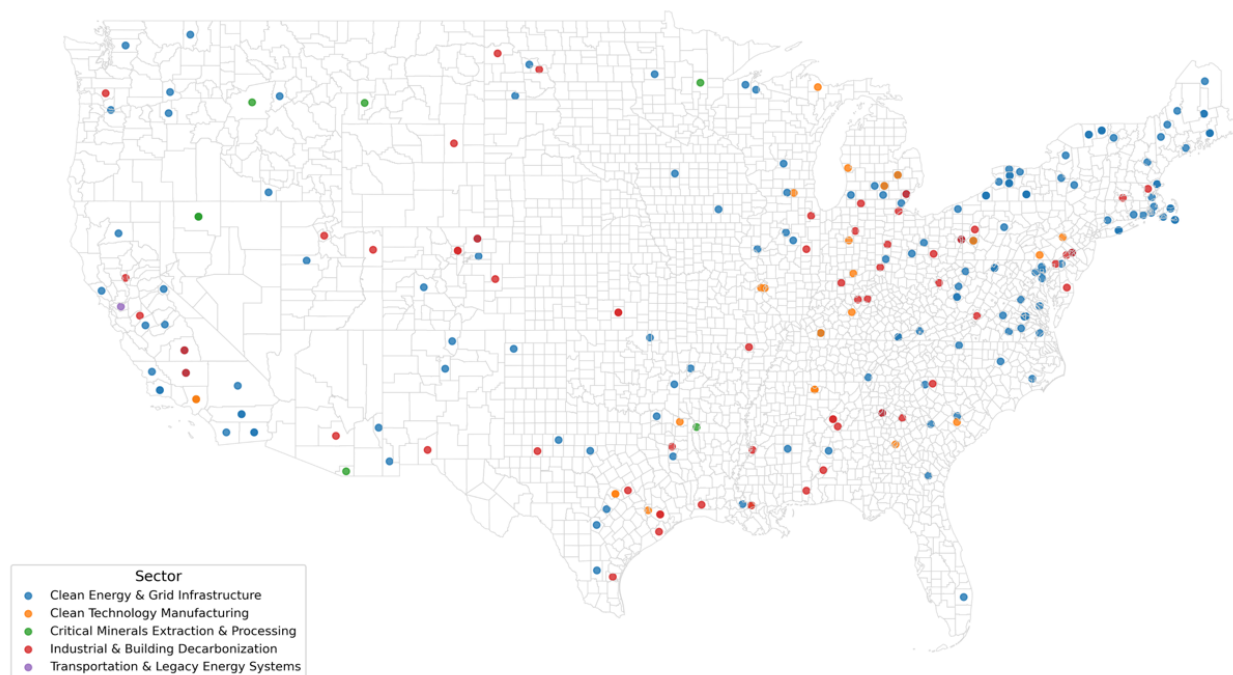 Sector
Clean Energy & Grid Infrastructure
Clean Technology Manufacturing
Critical Minerals Extraction & Processing
Industrial & Building Decarbonization
Transportation & Legacy Energy Systems